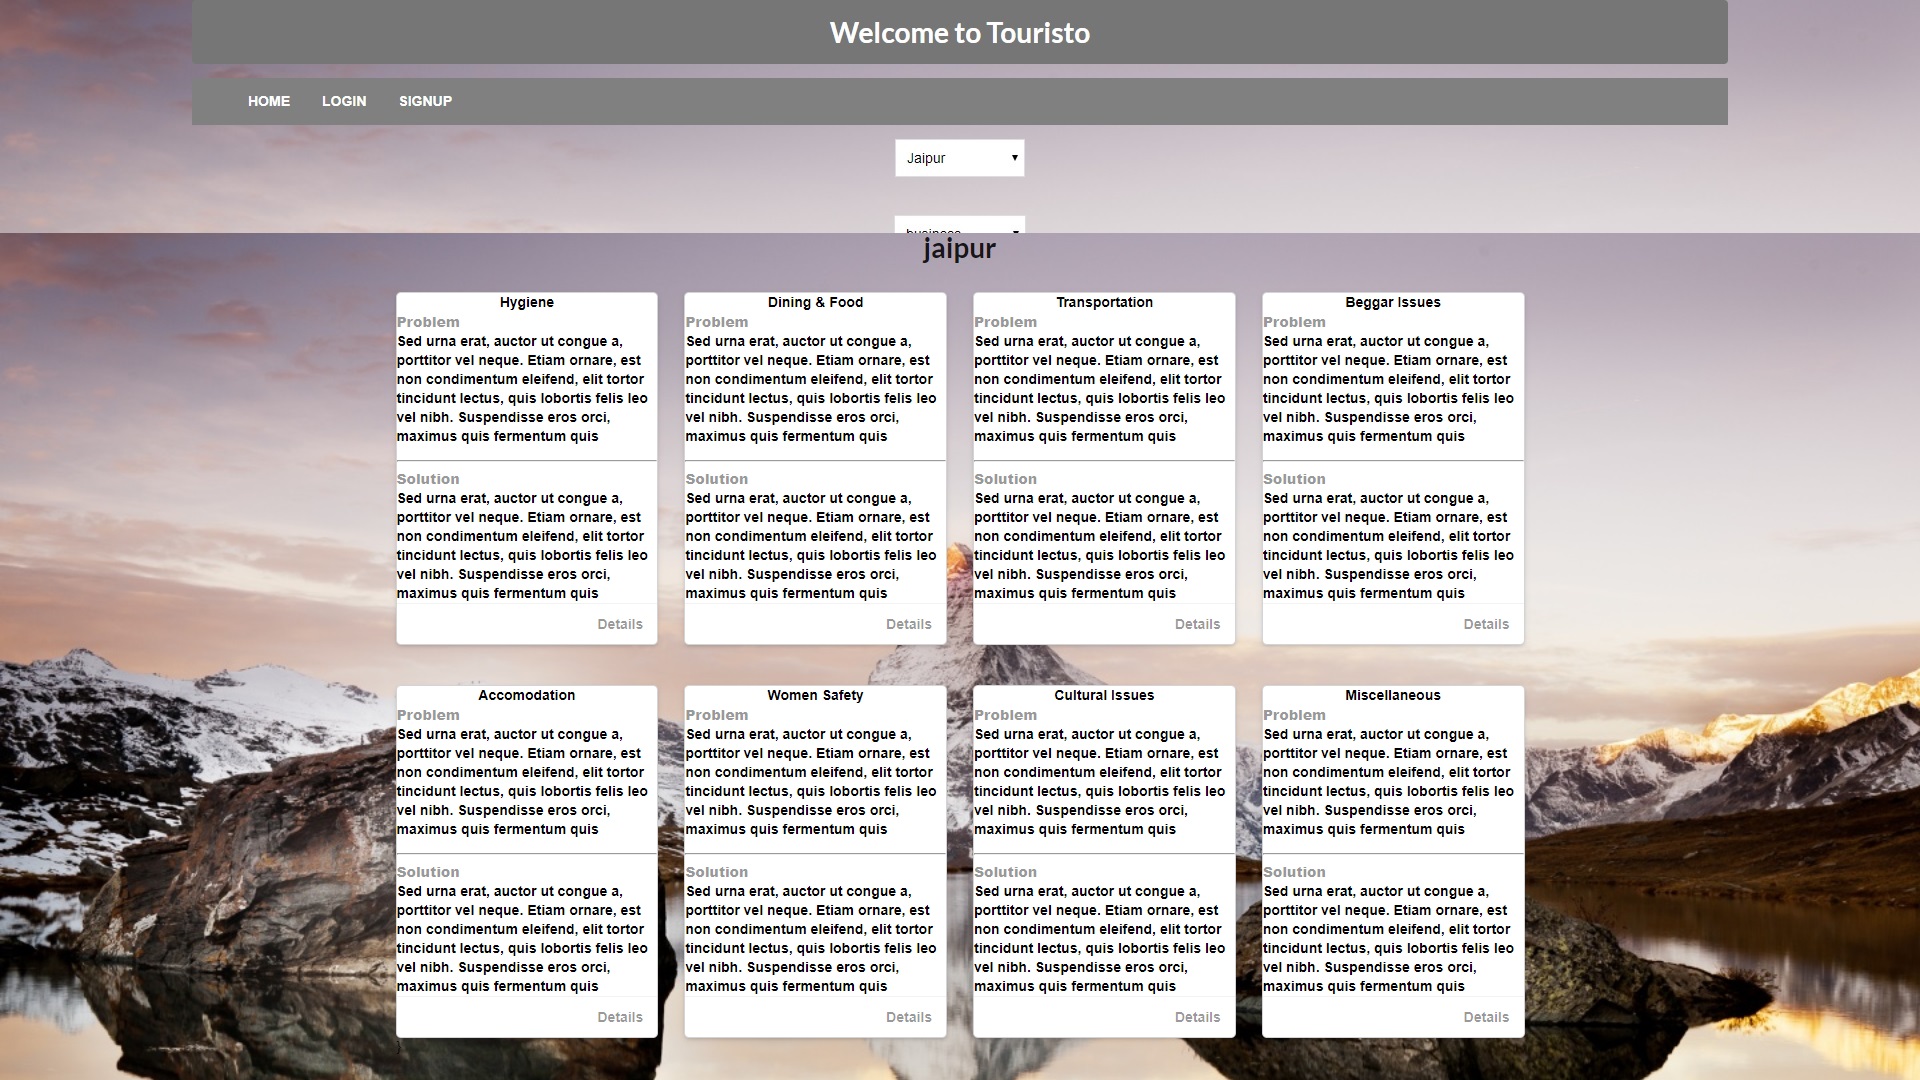 Welcome to Touristo
HOME LOGIN SIGNUP
Jaipur
business
jaipur
Hygiene
Problem
Sed urna erat, auctor ut congue a,
porttitor vel neque. Etiam ornare, est
non condimentum eleifend, elit tortor
tincidunt lectus, quis lobortis felis leo
vel nibh. Suspendisse eros orci,
maximus quis fermentum quis
Solution
Sed urna erat, auctor ut congue a,
porttitor vel neque. Etiam ornare, est
non condimentum eleifend, elit tortor
tincidunt lectus, quis lobortis felis leo
vel nibh. Suspendisse eros orci,
maximus quis fermentum quis
Details
Dining & Food
Problem
Sed urna erat, auctor ut congue a,
porttitor vel neque. Etiam ornare, est
non condimentum eleifend, elit tortor
tincidunt lectus, quis lobortis felis leo
vel nibh. Suspendisse eros orci,
maximus quis fermentum quis
Solution
Sed urna erat, auctor ut congue a,
porttitor vel neque. Etiam ornare, est
non condimentum eleifend, elit tortor
tincidunt lectus, quis lobortis felis leo
vel nibh. Suspendisse eros orci,
maximus quis fermentum quis
Details
Transportation
Problem
Sed urna erat, auctor ut congue a,
porttitor vel neque. Etiam ornare, est
non condimentum eleifend, elit tortor
tincidunt lectus, quis lobortis felis leo
vel nibh. Suspendisse eros orci,
maximus quis fermentum quis
Solution
Sed urna erat, auctor ut congue a,
porttitor vel neque. Etiam ornare, est
non condimentum eleifend, elit tortor
tincidunt lectus, quis lobortis felis leo
vel nibh. Suspendisse eros orci,
maximus quis fermentum quis
Details
Beggar Issues
Problem
Sed urna erat, auctor ut congue a,
porttitor vel neque. Etiam ornare, est
non condimentum eleifend, elit tortor
tincidunt lectus, quis lobortis felis leo
vel nibh. Suspendisse eros orci,
maximus quis fermentum quis
Solution
Sed urna erat, auctor ut congue a,
porttitor vel neque. Etiam ornare, est
non condimentum eleifend, elit tortor
tincidunt lectus, quis lobortis felis leo
vel nibh. Suspendisse eros orci,
maximus quis fermentum quis
Details
Accomodation
Problem
Sed urna erat, auctor ut congue a,
porttitor vel neque. Etiam ornare, est
non condimentum eleifend, elit tortor
tincidunt lectus, quis lobortis felis leo
vel nibh. Suspendisse eros orci,
maximus quis fermentum quis
Solution
Sed urna erat, auctor ut congue a,
porttitor vel neque. Etiam ornare, est
non condimentum eleifend, elit tortor
tincidunt lectus, quis lobortis felis leo
vel nibh. Suspendisse eros orci,
maximus quis fermentum quis
Details
Women Safety
Problem
Sed urna erat, auctor ut congue a,
porttitor vel neque. Etiam ornare, est
non condimentum eleifend, elit tortor
tincidunt lectus, quis lobortis felis leo
vel nibh. Suspendisse eros orci,
maximus quis fermentum quis
Solution
Sed urna erat, auctor ut congue a,
porttitor vel neque. Etiam ornare, est
non condimentum eleifend, elit tortor
tincidunt lectus, quis lobortis felis leo
vel nibh. Suspendisse eros orci,
maximus quis fermentum quis
Details
Cultural Issues
Problem
Sed urna erat, auctor ut congue a,
porttitor vel neque. Etiam ornare, est
non condimentum eleifend, elit tortor
tincidunt lectus, quis lobortis felis leo
vel nibh. Suspendisse eros orci,
maximus quis fermentum quis
Solution
Sed urna erat, auctor ut congue a,
porttitor vel neque. Etiam ornare, est
non condimentum eleifend, elit tortor
tincidunt lectus, quis lobortis felis leo
vel nibh. Suspendisse eros orci,
maximus quis fermentum quis
Details
Miscellaneous
Problem
Sed urna erat, auctor ut congue a,
porttitor vel neque. Etiam ornare, est
non condimentum eleifend, elit tortor
tincidunt lectus, quis lobortis felis leo
vel nibh. Suspendisse eros orci,
maximus quis fermentum quis
Solution
Sed urna erat, auctor ut congue a,
porttitor vel neque. Etiam ornare, est
non condimentum eleifend, elit tortor
tincidunt lectus, quis lobortis felis leo
vel nibh. Suspendisse eros orci,
maximus quis fermentum quis
Details